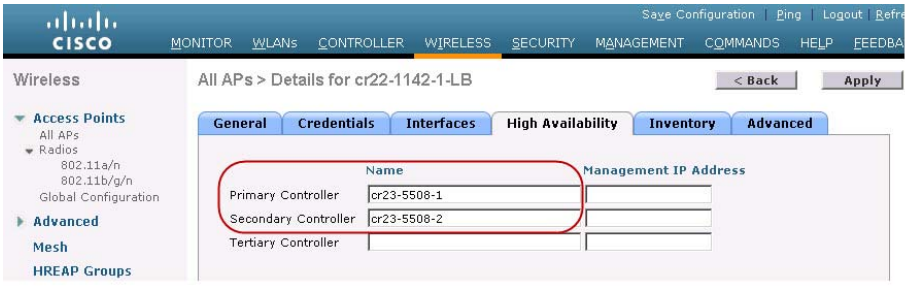 Save Configuration | Ping | Logout | Refre
CISCO MONITOR WLANs CONTROLLER WIRELESS SECURITY MANAGEMENT COMMANDS HELP FEEDBA
Wireless All APs > Details for cr22-1142-1-LB < Back Apply
Access Points
All APs
Radios
802.11a/n
802.11b/g/n
Global Configuration
Advanced
Mesh
HREAP Groups
General Credentials Interfaces High Availability Inventory Advanced
Name Management IP Address
Primary Controller cr23-5508-1
Secondary Controller cr23-5508-2
Tertiary Controller